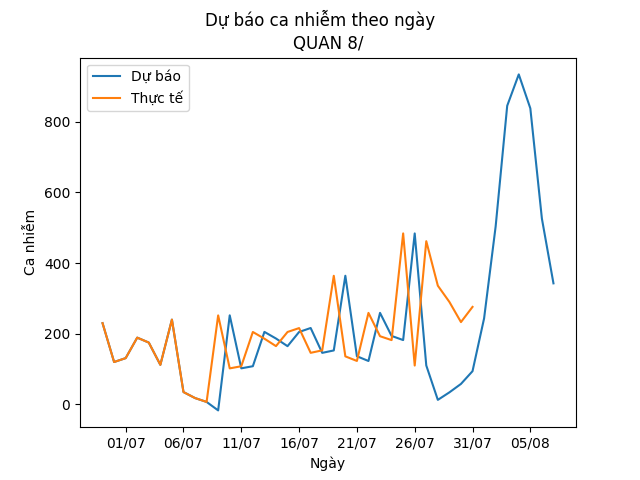 Dự báo ca nhiễm theo ngày
QUAN 8/
Dự báo
Thực tế
Ca nhiễm
800
600
400
200
0
01/07 06/07 11/07 16/07 21/07 26/07 31/07 05/08
Ngày